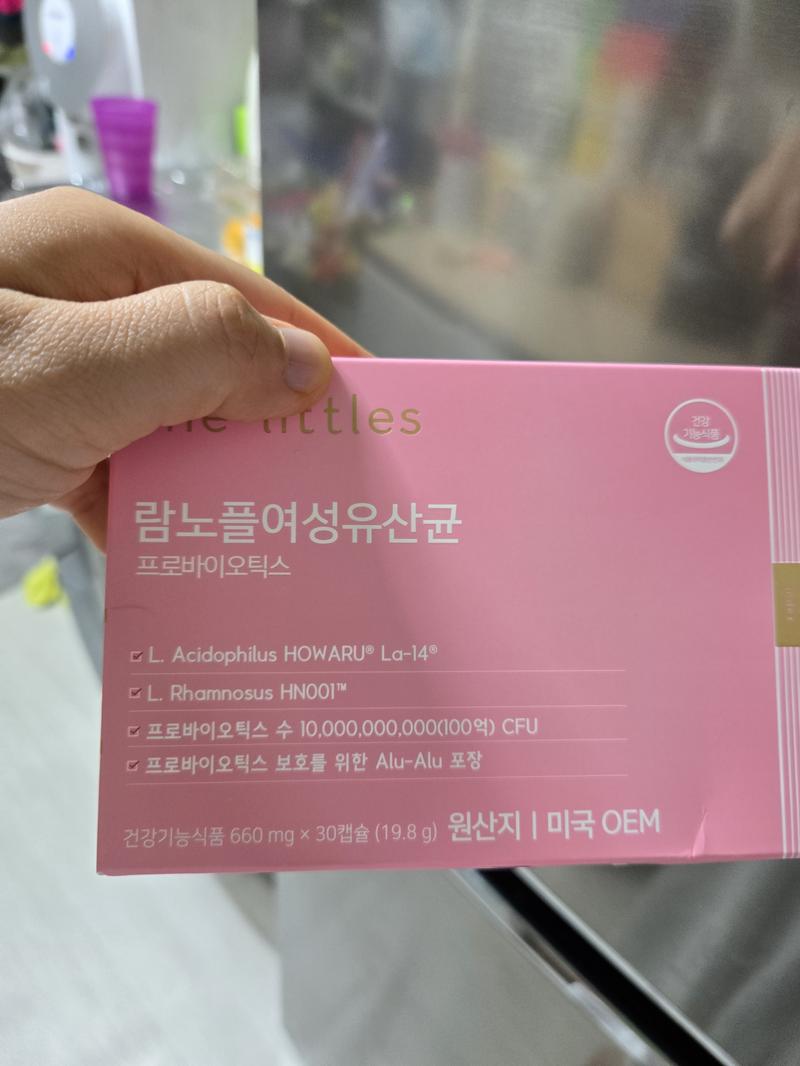 littles
건강
기능식품
람노플여성유산균
프로바이오틱스
L. Acidophilus HOWARU® La-14®
L. Rhamnosus HN001™
프로바이오틱스 수 10,000,000,000(100억) CFU
프로바이오틱스 보호를 위한 Alu-Alu 포장
건강기능식품 660 mg × 30캡슐 (19.8 g) 원산지 | 미국 OEM